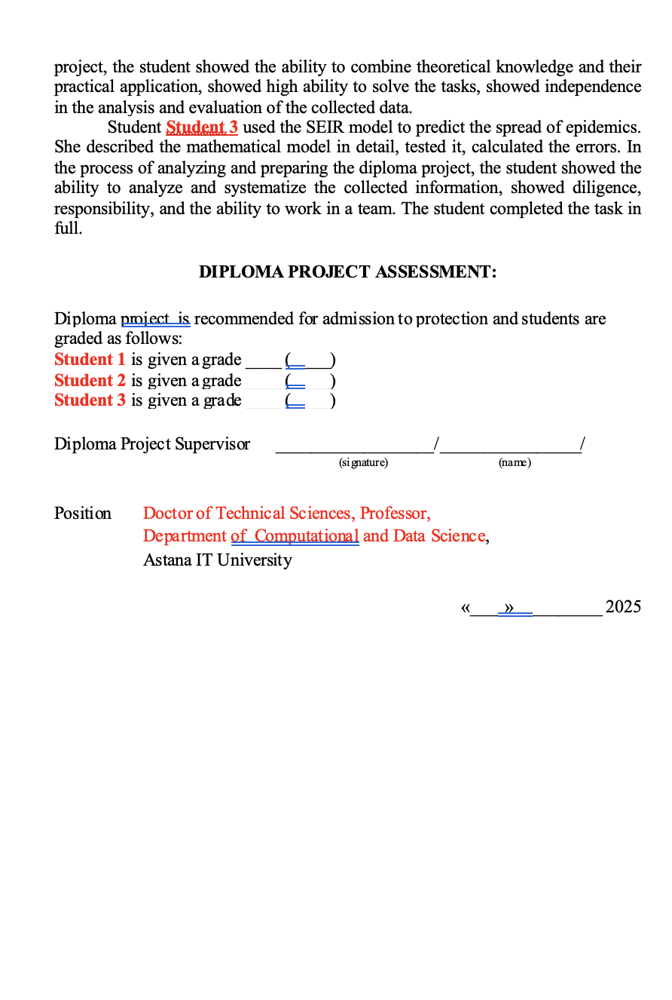 project, the student showed the ability to combine theoretical knowledge and their
practical application, showed high ability to solve the tasks, showed independence
in the analysis and evaluation of the collected data.
Student Student 3 used the SEIR model to predict the spread of epidemics.
She described the mathematical model in detail, tested it, calculated the errors. In
the process of analyzing and preparing the diploma project, the student showed the
ability to analyze and systematize the collected information, showed diligence,
responsibility, and the ability to work in a team. The student completed the task in
full.
DIPLOMA PROJECT ASSESSMENT:
Diploma project is recommended for admission to protection and students are
graded as follows:
Student 1 is given a grade ____ (____)
Student 2 is given a grade ( )
Student 3 is given a grade ( )
Diploma Project Supervisor __________________/________________/
(signature) (name)
Position Doctor of Technical Sciences, Professor,
Department of Computational and Data Science,
Astana IT University
«___»__________ 2025